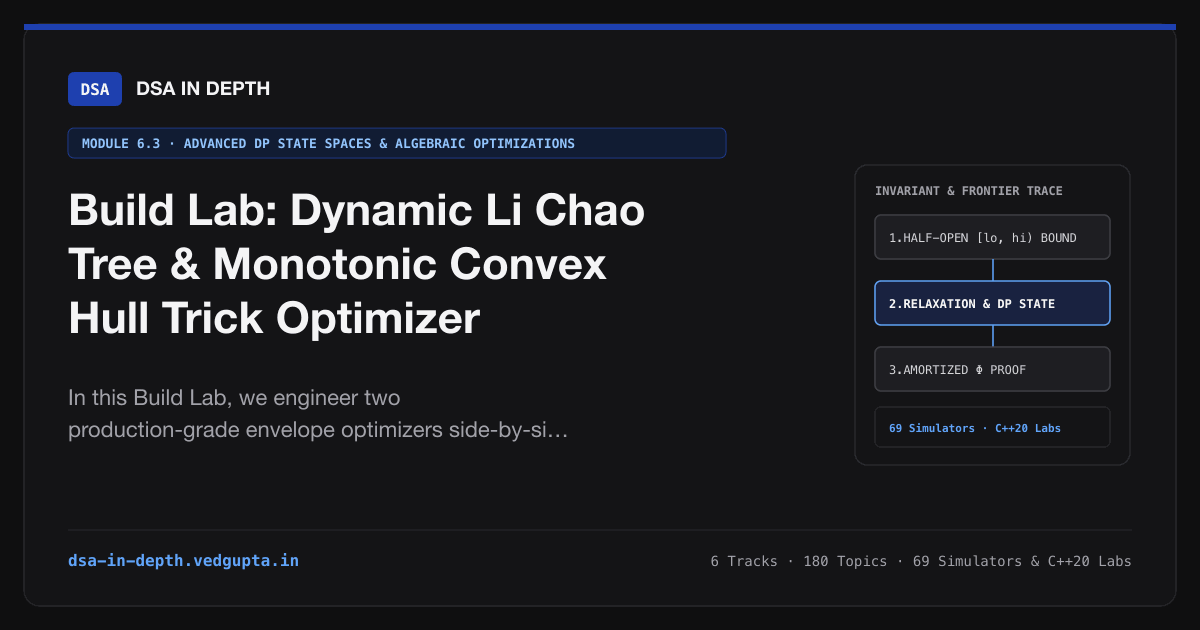 DSA
DSA IN DEPTH
MODULE 6.3 · ADVANCED DP STATE SPACES & ALGEBRAIC OPTIMIZATIONS
Build Lab: Dynamic Li Chao
Tree & Monotonic Convex
Hull Trick Optimizer
In this Build Lab, we engineer two
production-grade envelope optimizers side-by-si...
INVARIANT & FRONTIER TRACE
1.HALF-OPEN [lo, hi) BOUND
2.RELAXATION & DP STATE
3.AMORTIZED Φ PROOF
69 Simulators · C++20 Labs
dsa-in-depth.vedgupta.in
6 Tracks · 180 Topics · 69 Simulators & C++20 Labs